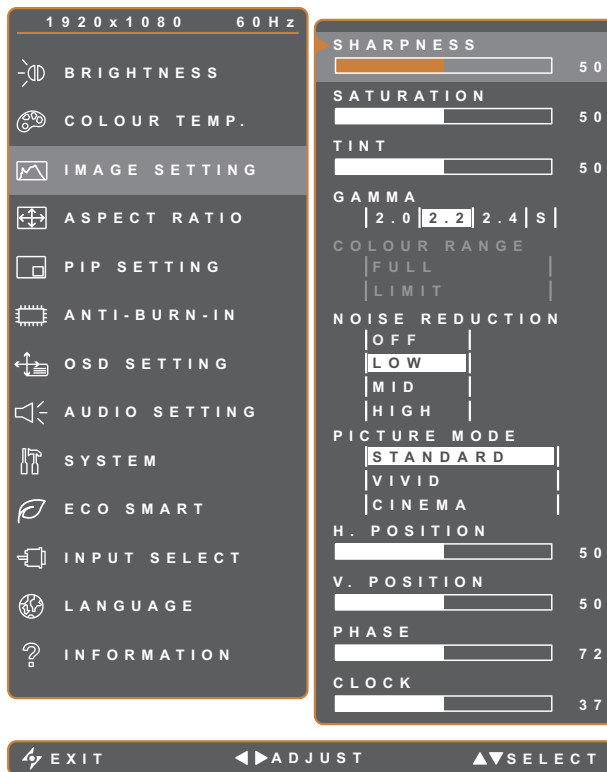 1920x1080 60Hz
BRIGHTNESS
COLOUR TEMP.
IMAGE SETTING
ASPECT RATIO
PIP SETTING
ANTI-BURN-IN
OSD SETTING
AUDIO SETTING
SYSTEM
ECO SMART
INPUT SELECT
LANGUAGE
INFORMATION
SHARPNESS
50
SATURATION
50
TINT
50
GAMMA
2.0 2.2 2.4 S
COLOUR RANGE
FULL
LIMIT
NOISE REDUCTION
OFF
LOW
MID
HIGH
PICTURE MODE
STANDARD
VIVID
CINEMA
H. POSITION
50
V. POSITION
50
PHASE
72
CLOCK
37
EXIT ADJUST SELECT